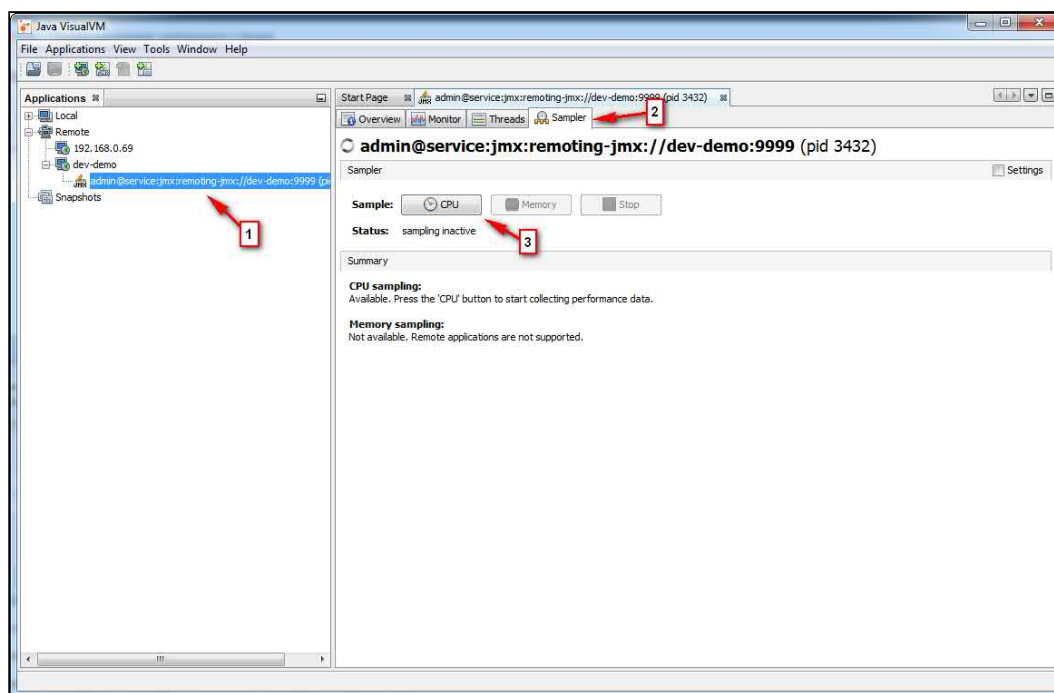 Java VisualVM
File Applications View Tools Window Help
Applications
Local
Remote
192.168.0.69
dev-demo
admin@service:jmx:remoting-jmx://dev-demo:9999 (pi
Snapshots
1
Start Page admin@service:jmx:remoting-jmx://dev-demo:9999 (pid 3432)
Overview Monitor Threads Sampler
2
admin@service:jmx:remoting-jmx://dev-demo:9999 (pid 3432)
Sampler Settings
Sample: CPU Memory Stop
Status: sampling inactive
3
Summary
CPU sampling:
Available. Press the 'CPU' button to start collecting performance data.
Memory sampling:
Not available. Remote applications are not supported.